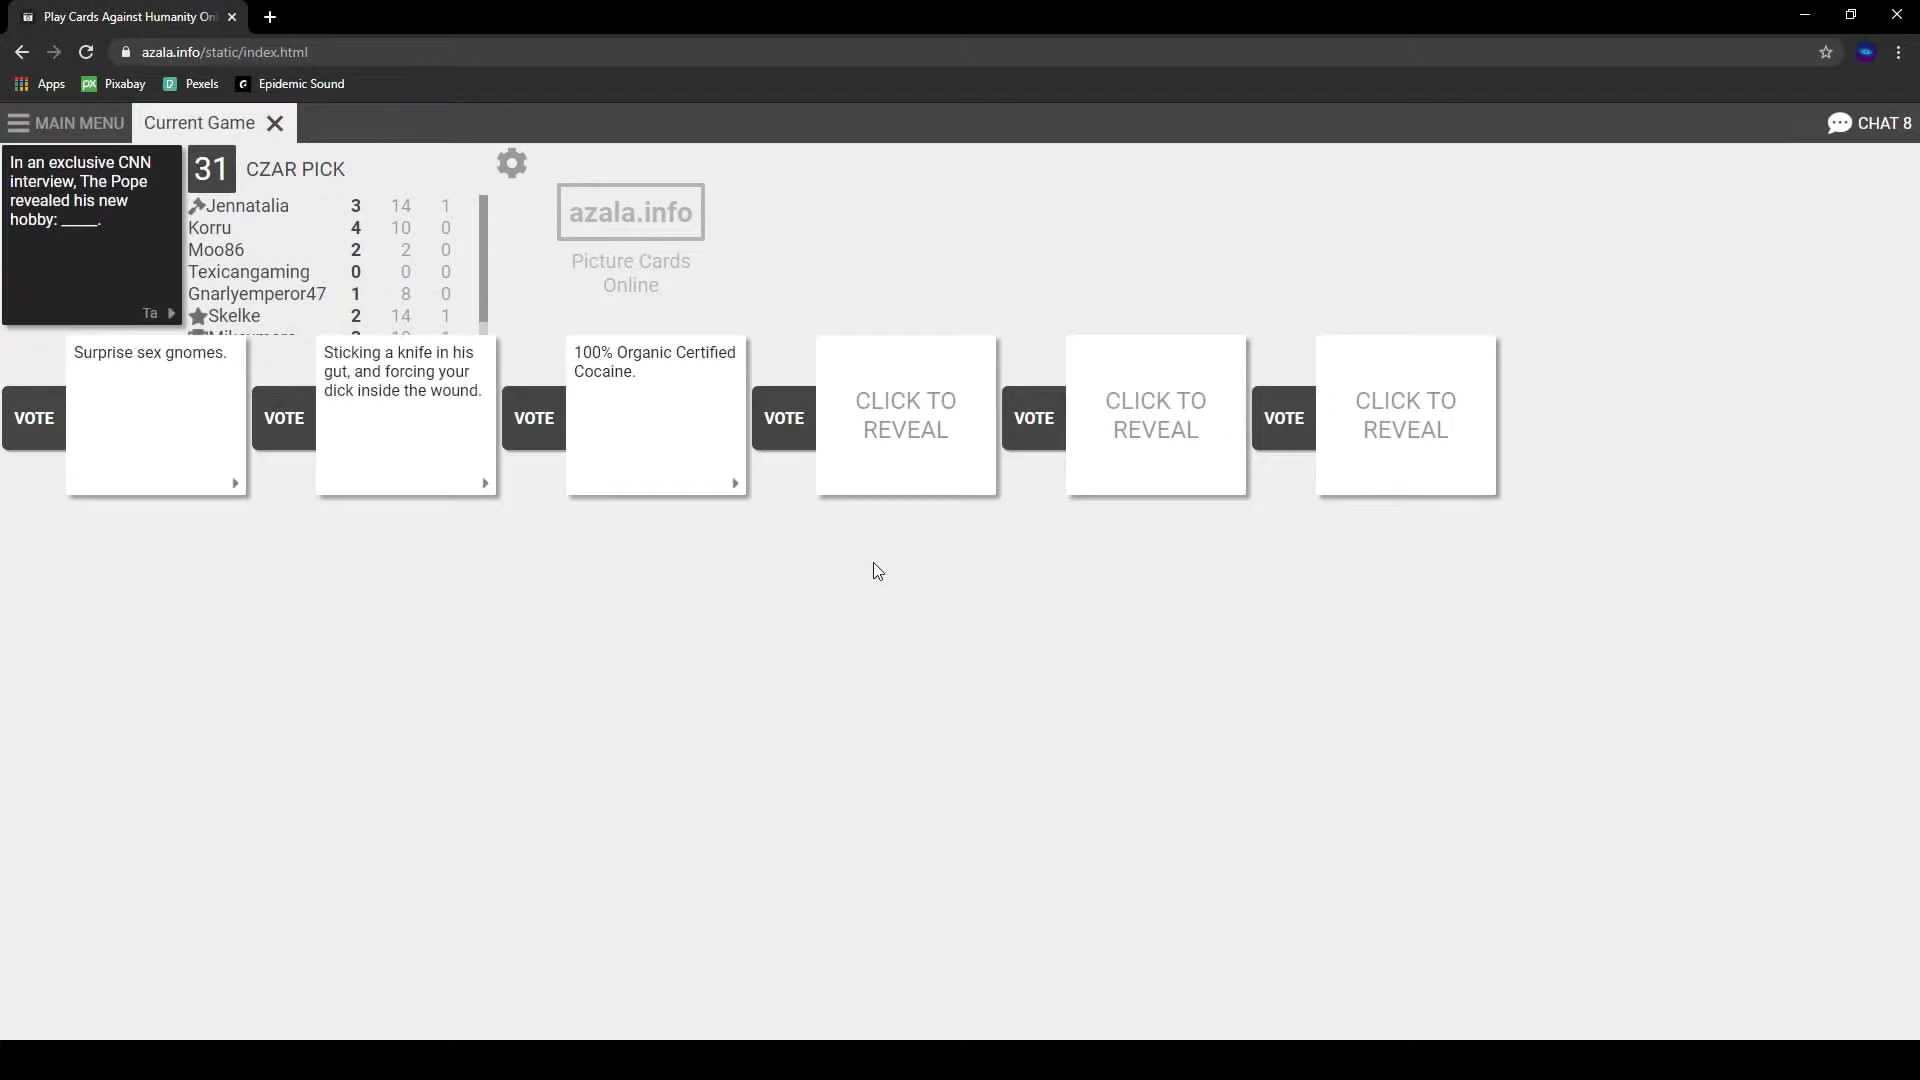 Play Cards Against Humanity On
azala.info/static/index.html
Apps
Pixabay
Pexels
Epidemic Sound
MAIN MENU
Current Game
CHAT 8
In an exclusive CNN
interview, The Pope
revealed his new
hobby: _____.
Ta
31
CZAR PICK
Jennatalia 3 14 1
Korru 4 10 0
Moo86 2 2 0
Texicangaming 0 0 0
Gnarlyemperor47 1 8 0
Skelke 2 14 1
azala.info
Picture Cards
Online
VOTE
Surprise sex gnomes.
VOTE
Sticking a knife in his
gut, and forcing your
dick inside the wound.
VOTE
100% Organic Certified
Cocaine.
VOTE
CLICK TO
REVEAL
VOTE
CLICK TO
REVEAL
VOTE
CLICK TO
REVEAL